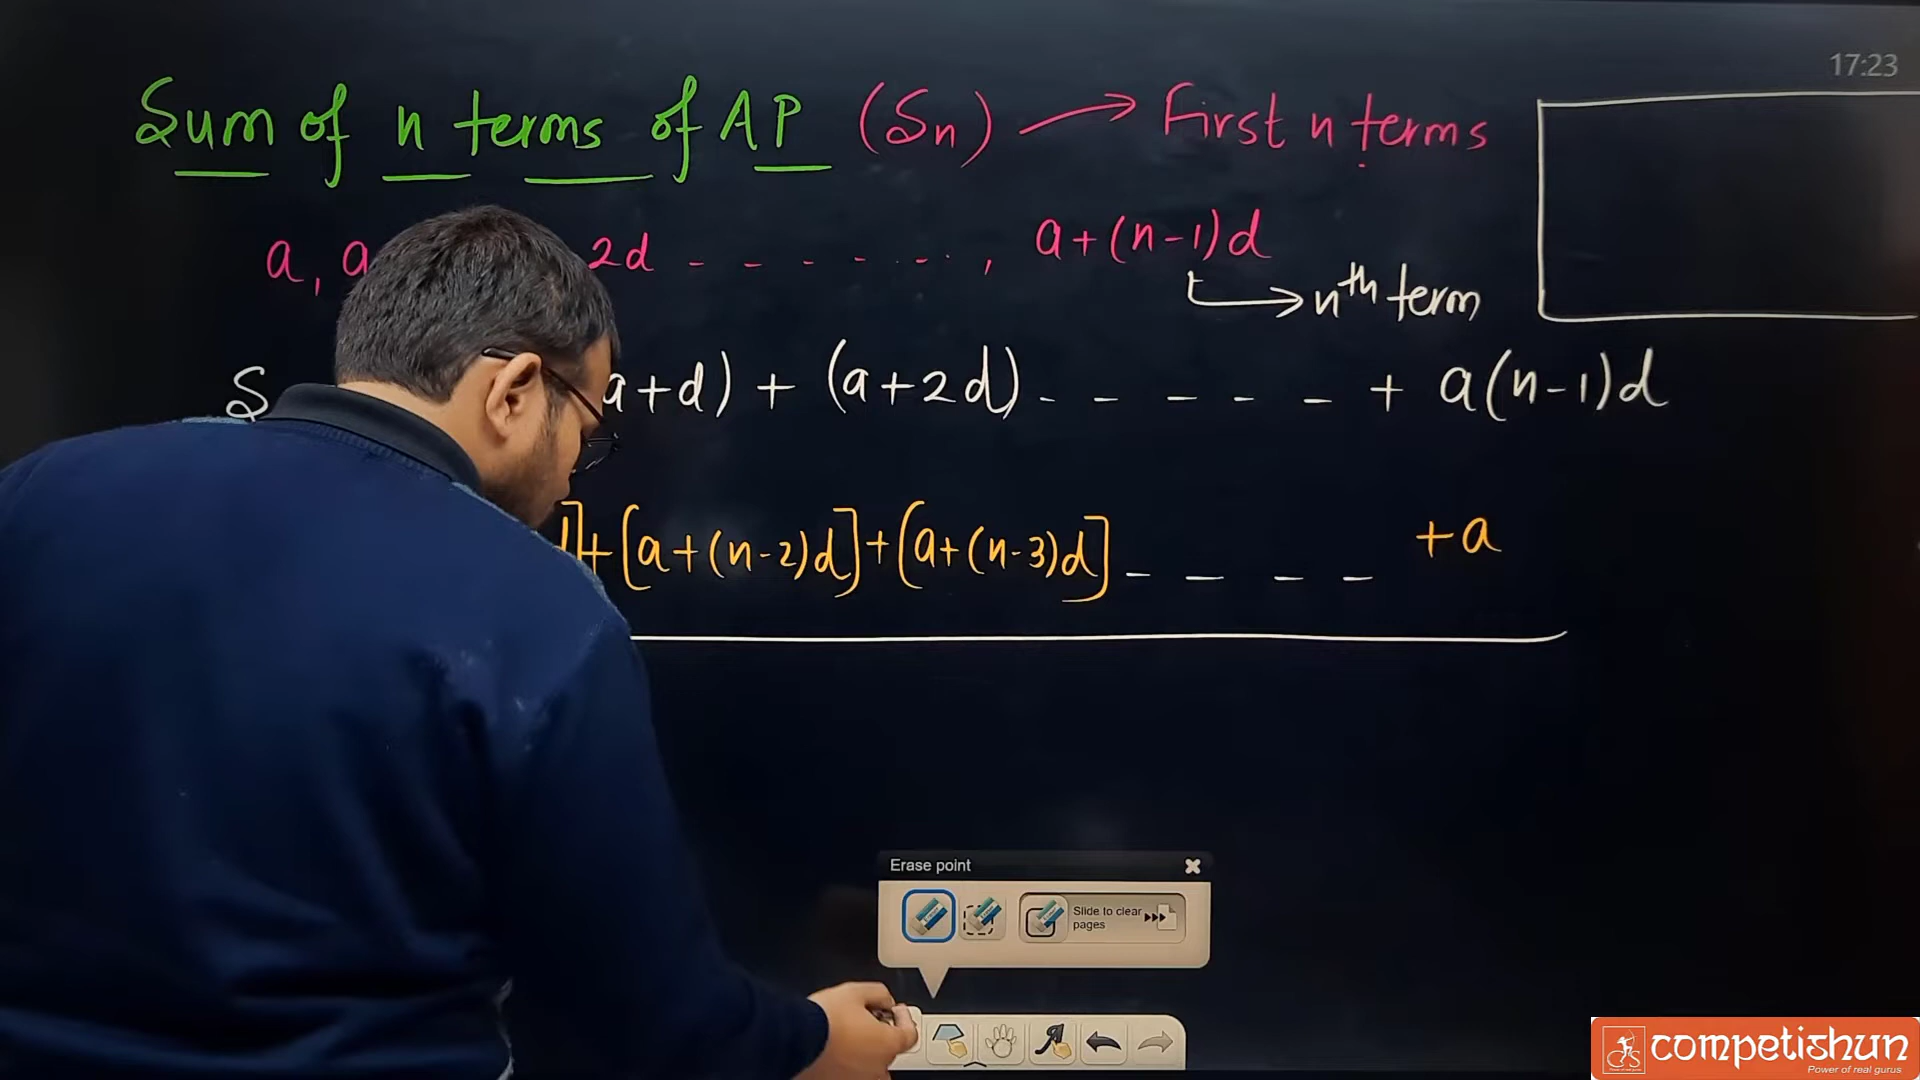 17:23
Sum of n terms of AP (Sn) → First n terms
a, a 2d - - - - - - , a+(n-1)d
nth term
S a+d) + (a+2d) - - - - - + a(n-1)d
d]+[a+(n-2)d]+[a+(n-3)d] - - - - +a
Erase point
Slide to clear
pages
competishun
Power of real gurus